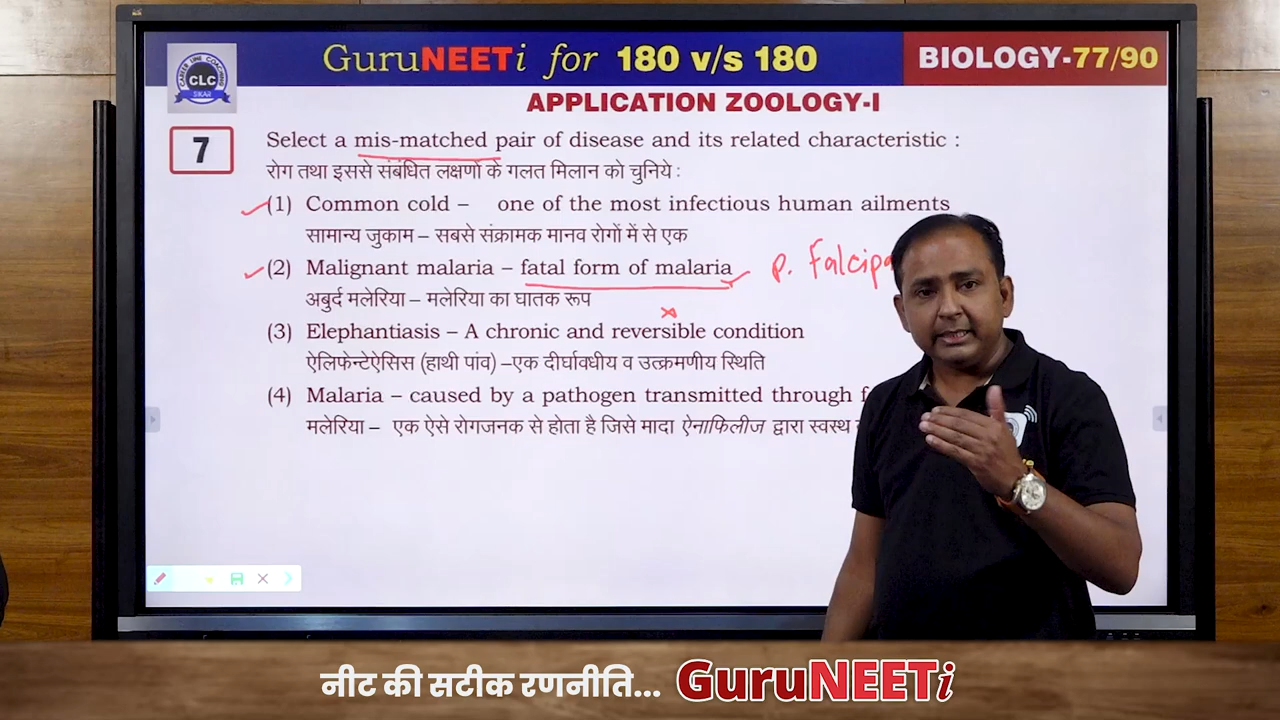 GuruNEETi for 180 v/s 180
BIOLOGY-77/90
CLC
SIKAR
APPLICATION ZOOLOGY-I
7
Select a mis-matched pair of disease and its related characteristic :
रोग तथा इससे संबंधित लक्षणों के गलत मिलान को चुनिये :
(1) Common cold – one of the most infectious human ailments
सामान्य जुकाम – सबसे संक्रामक मानव रोगों में से एक
(2) Malignant malaria – fatal form of malaria
P. Falcipa
अबुर्द मलेरिया – मलेरिया का घातक रूप
(3) Elephantiasis – A chronic and reversible condition
ऐलिफेन्टेऐसिस (हाथी पांव) –एक दीर्घावधीय व उत्क्रमणीय स्थिति
(4) Malaria – caused by a pathogen transmitted through f
मलेरिया – एक ऐसे रोगजनक से होता है जिसे मादा ऐनाफिलीज द्वारा स्वस्थ
नीट की सटीक रणनीति... GuruNEETi